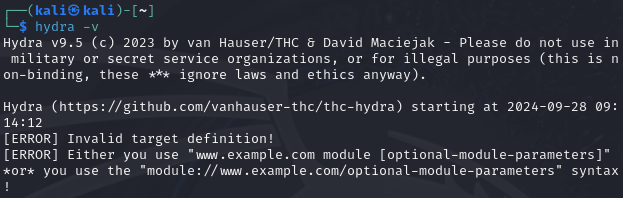 ┌──(kali㉿kali)-[~]
└─$ hydra -v
Hydra v9.5 (c) 2023 by van Hauser/THC & David Maciejak - Please do not use in
 military or secret service organizations, or for illegal purposes (this is n
on-binding, these *** ignore laws and ethics anyway).

Hydra (https://github.com/vanhauser-thc/thc-hydra) starting at 2024-09-28 09:
14:12
[ERROR] Invalid target definition!
[ERROR] Either you use "www.example.com module [optional-module-parameters]"
*or* you use the "module://www.example.com/optional-module-parameters" syntax
!